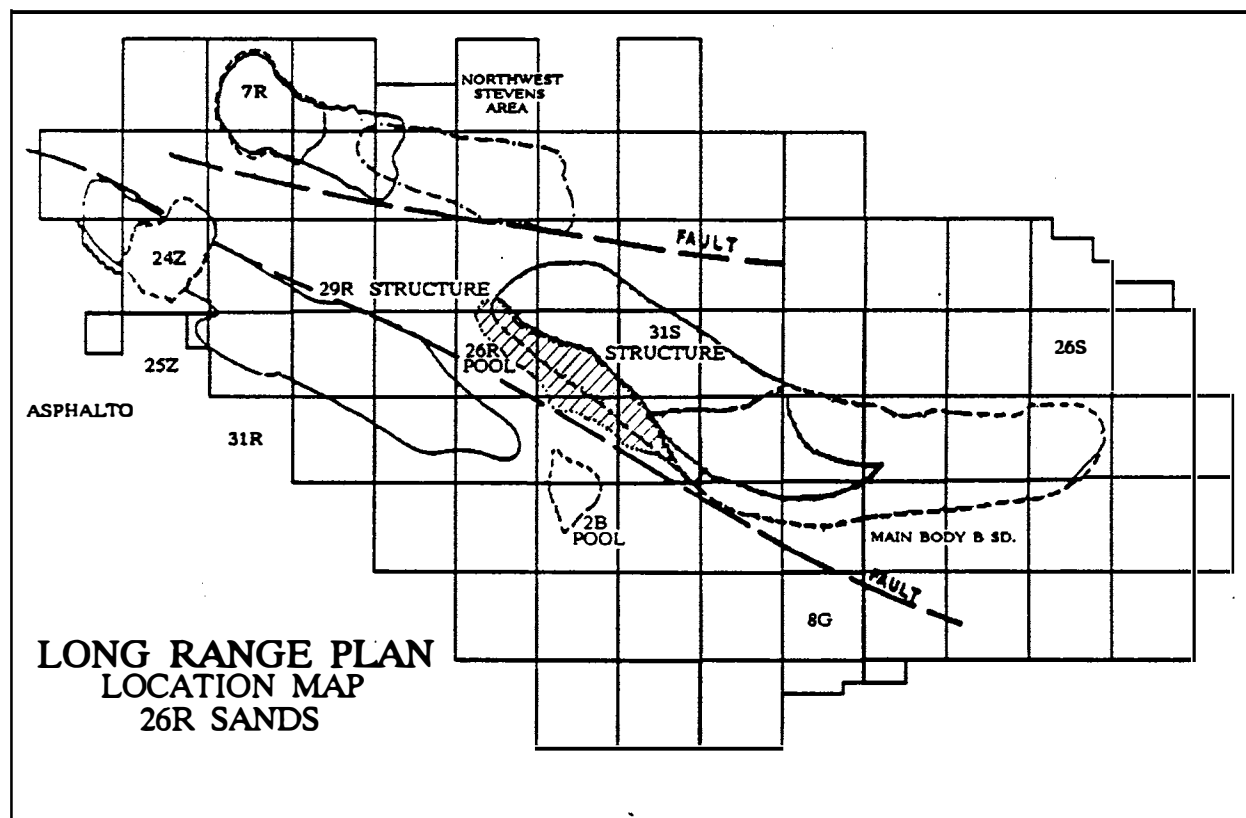 7R
NORTHWEST
STEVENS
AREA
FAULT
24Z
29R STRUCTURE
31S
STRUCTURE
26R
POOL
26S
25Z
ASPHALTO
31R
2B
POOL
MAIN BODY B SD.
FAULT
8G
LONG RANGE PLAN
LOCATION MAP
26R SANDS